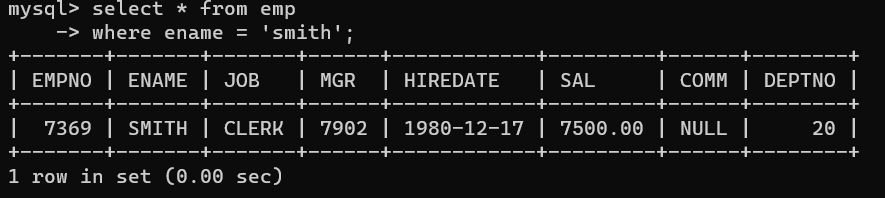 mysql> select * from emp
    -> where ename = 'smith';
+-------+-------+-------+------+------------+---------+------+--------+
| EMPNO | ENAME | JOB   | MGR  | HIREDATE   | SAL     | COMM | DEPTNO |
+-------+-------+-------+------+------------+---------+------+--------+
|  7369 | SMITH | CLERK | 7902 | 1980-12-17 | 7500.00 | NULL |     20 |
+-------+-------+-------+------+------------+---------+------+--------+
1 row in set (0.00 sec)